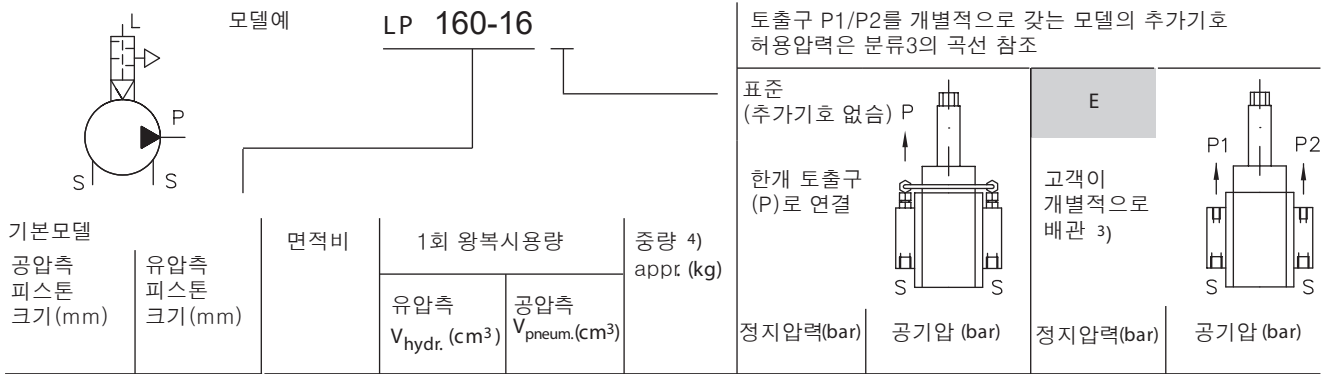 모델예
LP 160-16
L
P
S
S
토출구 P1/P2를 개별적으로 갖는 모델의 추가기호
허용압력은 분류3의 곡선 참조
표준
(추가기호 없슴)
P
한개 토출구
(P)로 연결
S
S
E
고객이
개별적으로
배관 3)
P1
P2
S
S
기본모델
공압측
피스톤
크기(mm)
유압측
피스톤
크기(mm)
면적비
1회 왕복시용량
유압측
Vhydr. (cm3)
공압측
Vpneum.(cm3)
중량 4)
appr. (kg)
정지압력(bar)
공기압 (bar)
정지압력(bar)
공기압 (bar)